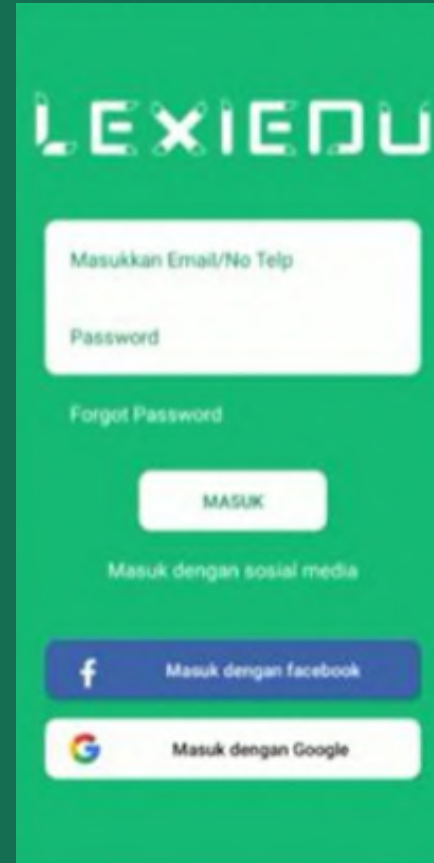 LEXIEDU
Masukkan Email/No Telp
Password
Forgot Password
MASUK
Masuk dengan sosial media
f Masuk dengan facebook
G Masuk dengan Google